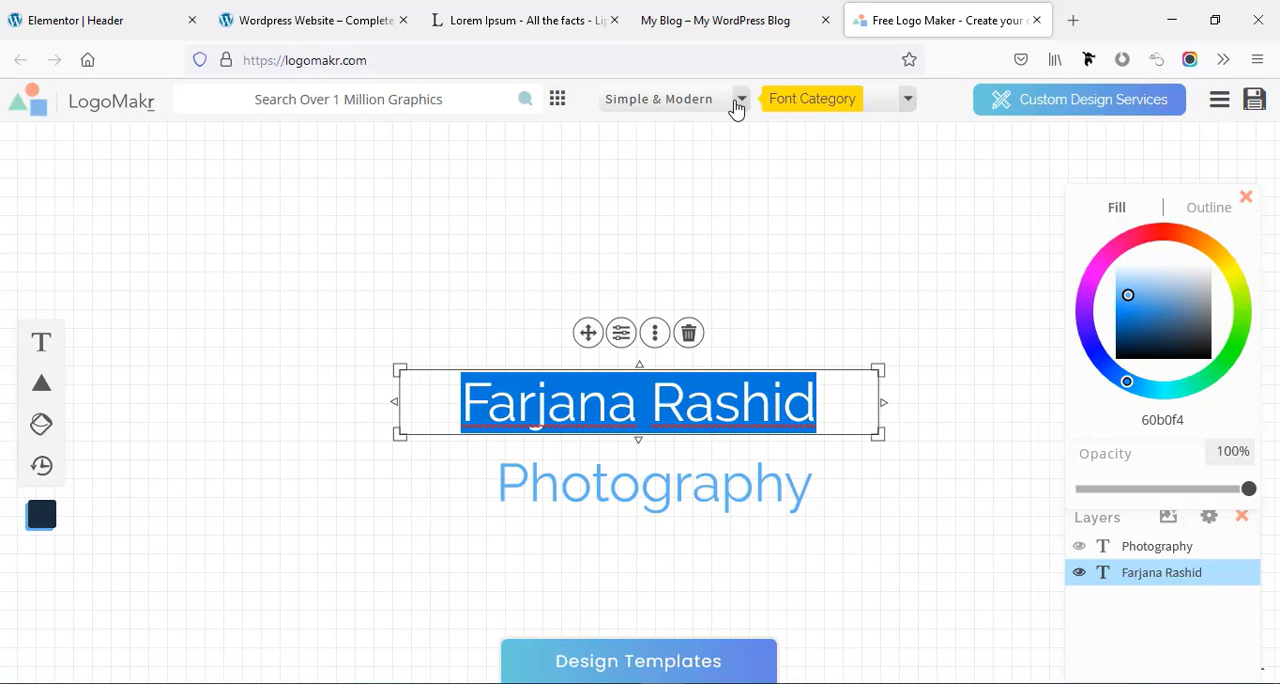 Elementor | Header
Wordpress Website – Complete
Lorem Ipsum - All the facts - Lip
My Blog – My WordPress Blog
Free Logo Maker - Create your o
https://logomakr.com
LogoMakr
Search Over 1 Million Graphics
Simple & Modern
Font Category
Custom Design Services
Fill
Outline
Farjana Rashid
Photography
60b0f4
Opacity
100%
Layers
Photography
Farjana Rashid
Design Templates